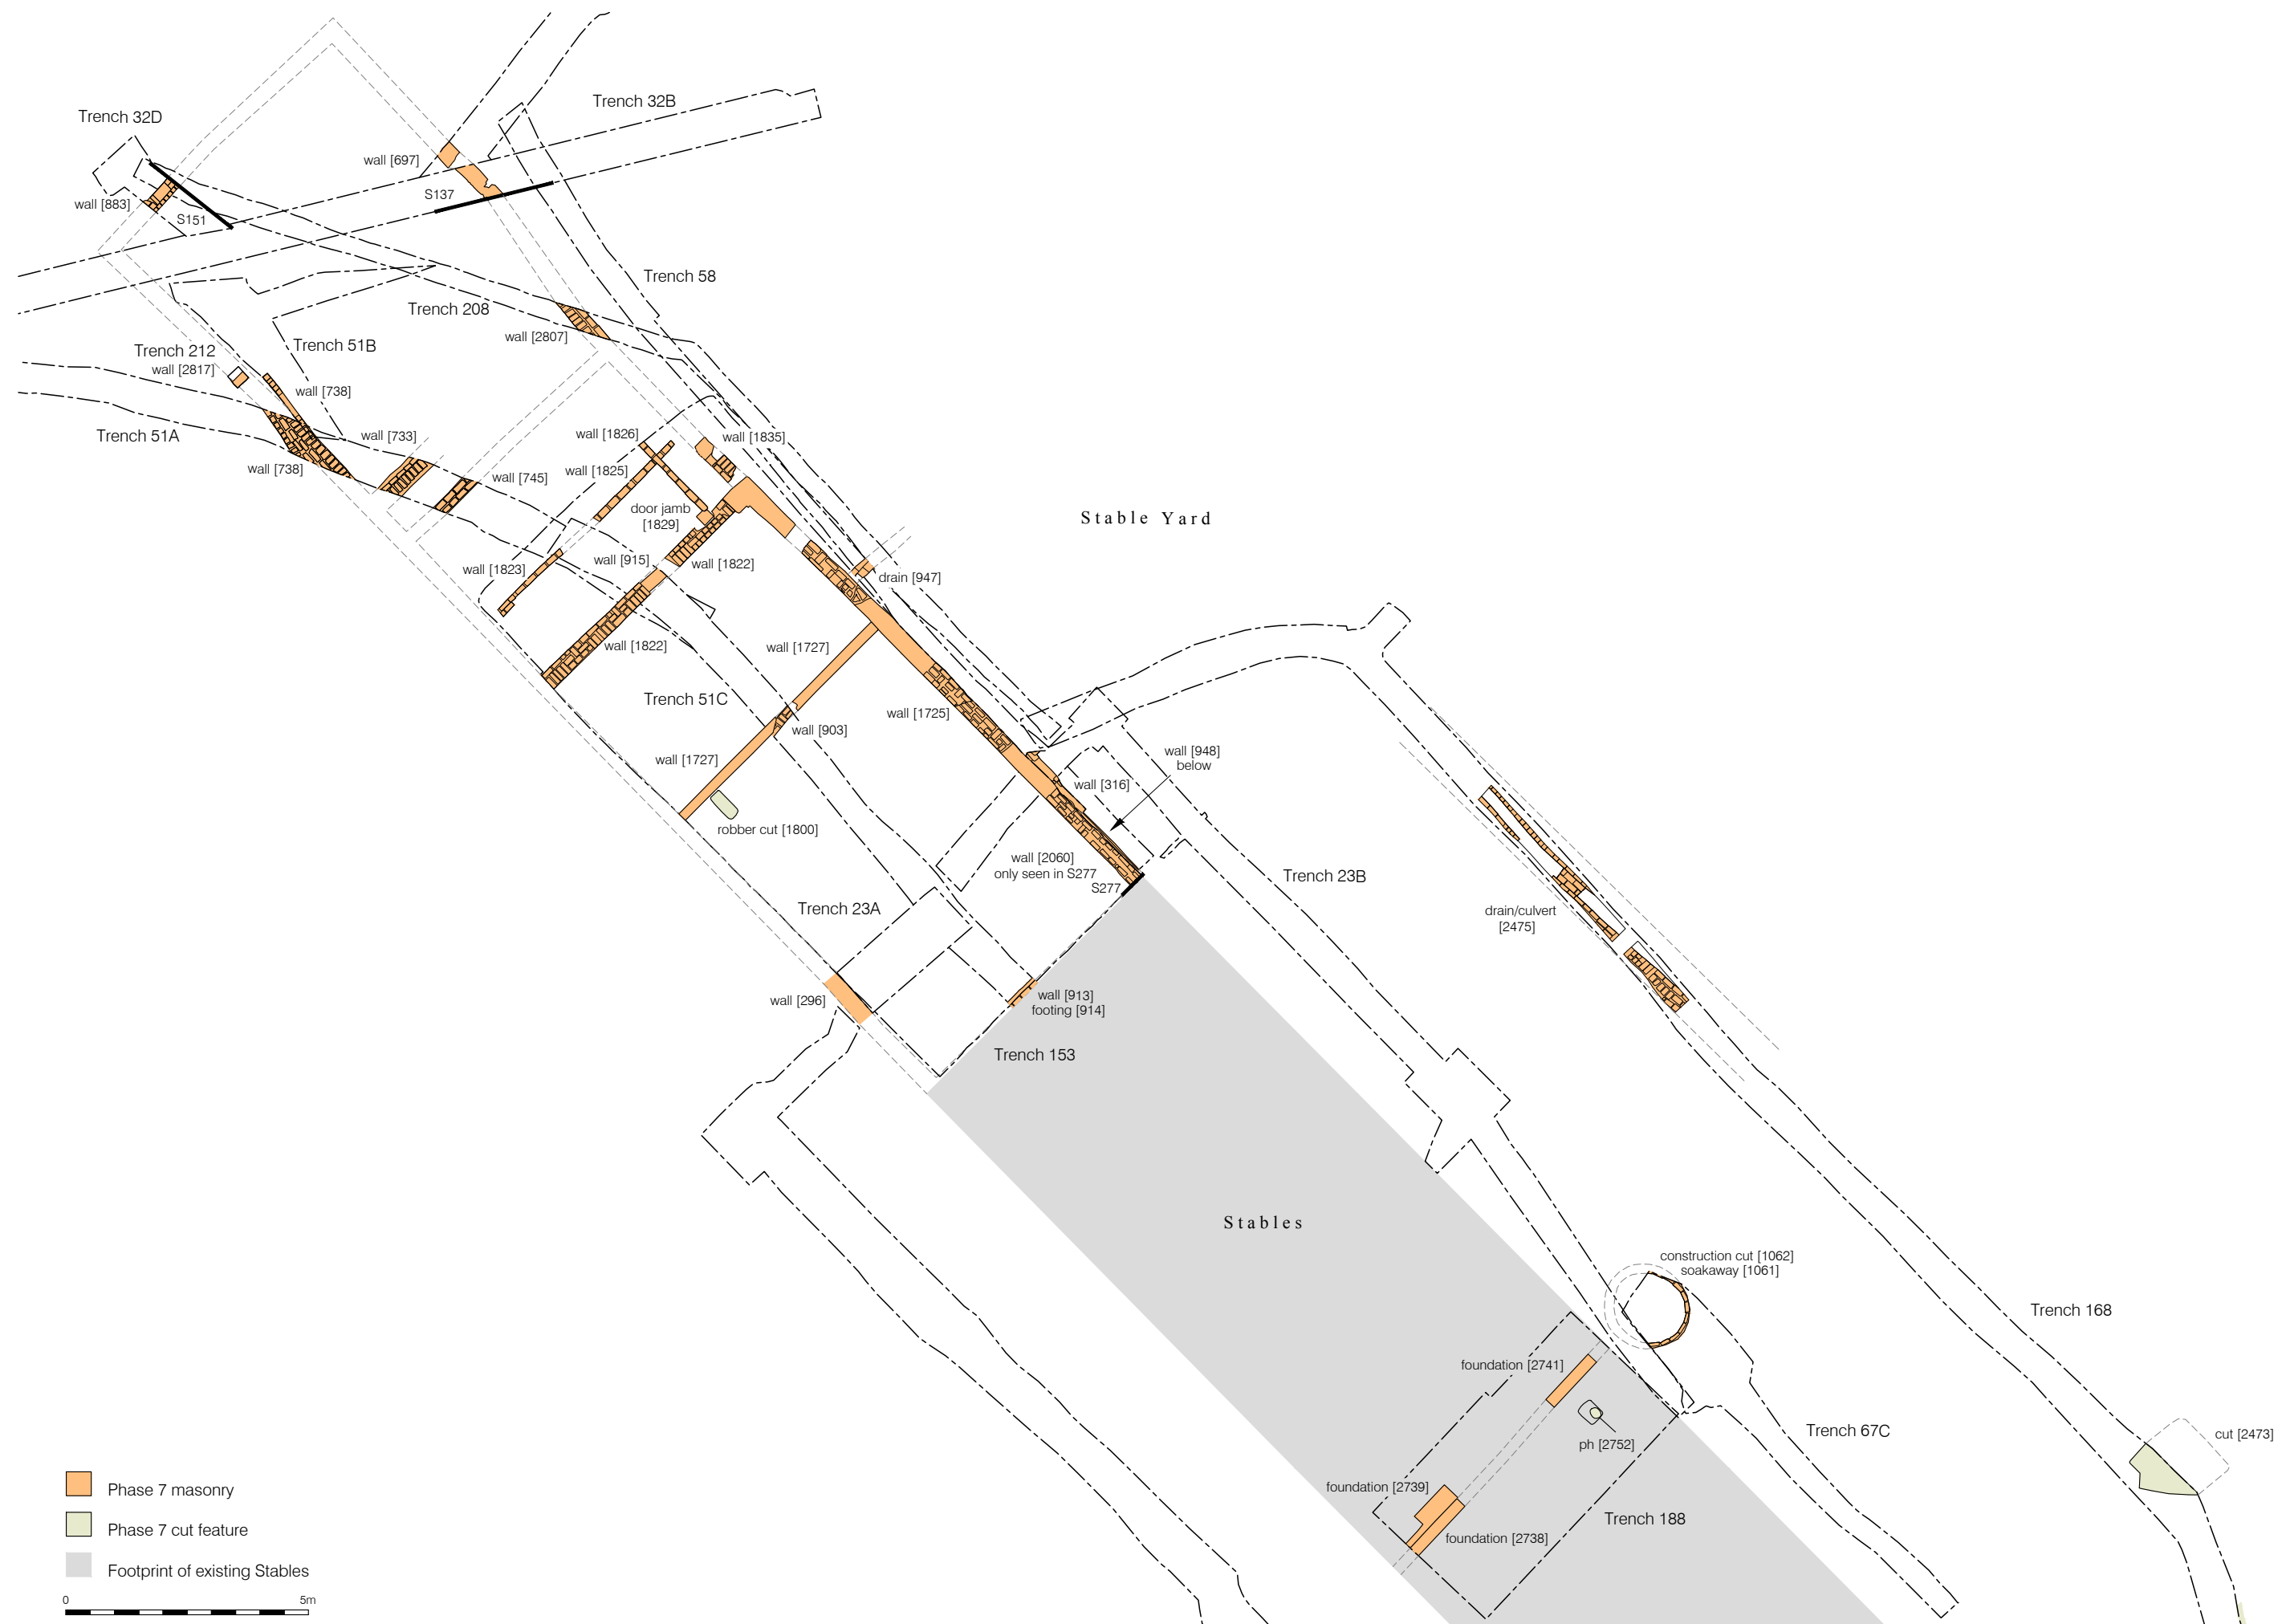 Trench 32B
Trench 32D
wall [697]
S137
wall [883]
S151
Trench 58
Trench 208
wall [2807]
Trench 51B
Trench 212
wall [2817]
wall [738]
Trench 51A
wall [733]
wall [738]
wall [1826]
wall [1835]
wall [1825]
wall [745]
door jamb
[1829]
Stable Yard
wall [915]
wall [1822]
wall [1823]
drain [947]
wall [1822]
wall [1727]
Trench 51C
wall [1725]
wall [903]
wall [1727]
wall [948]
below
wall [316]
robber cut [1800]
wall [2060]
only seen in S277
S277
Trench 23B
Trench 23A
drain/culvert
[2475]
wall [296]
wall [913]
footing [914]
Trench 153
Stables
construction cut [1062]
soakaway [1061]
Trench 168
foundation [2741]
ph [2752]
Trench 67C
cut [2473]
foundation [2739]
Trench 188
foundation [2738]
Phase 7 masonry
Phase 7 cut feature
Footprint of existing Stables
0 5m